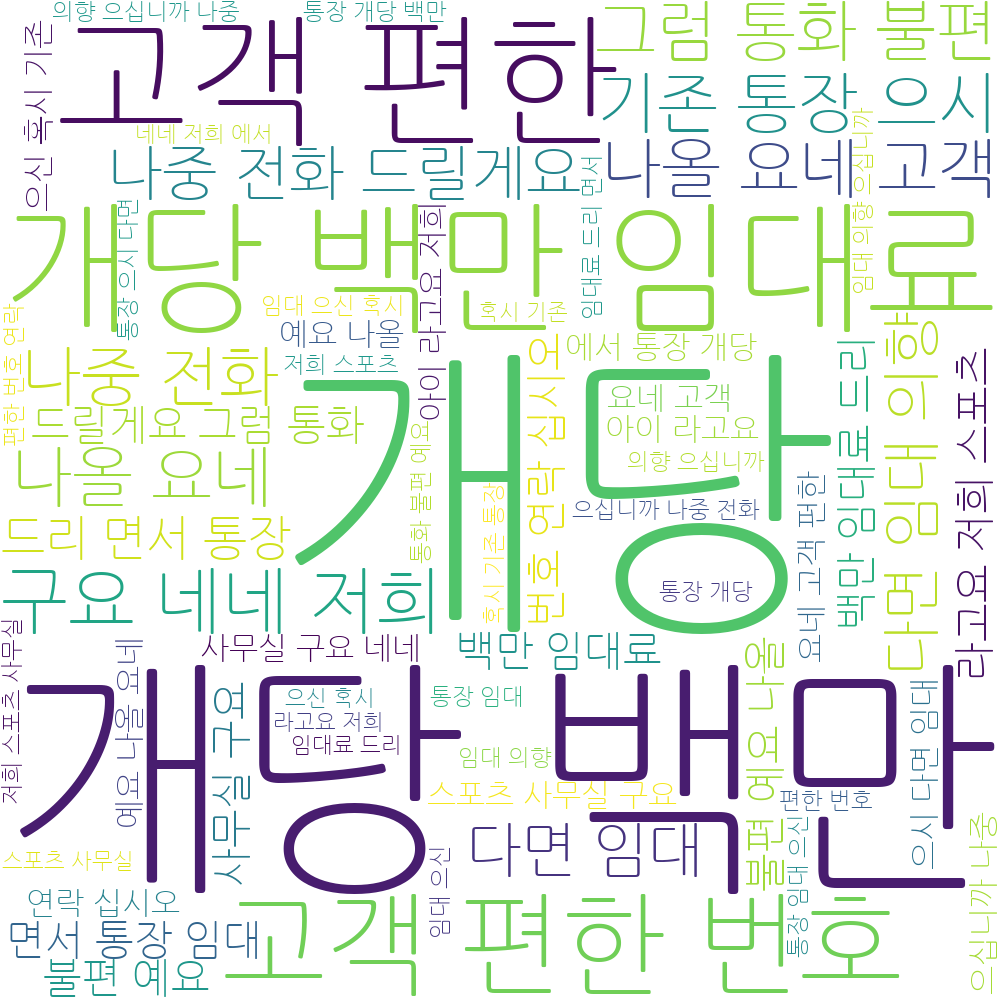 의향 으십니까 나중
통장 개당 백만
고객 편한
그럼 통화 불편
으신 혹시 기존
기존 통장 으시
네네 저희 에서
나중 전화 드릴게요
나올 요네 고객
임대료 드리 면서
임대 의향 으십니까
통장 으시 다면
개당 백만 임대료
아이 라고요 저희
임대 으신 혹시
혹시 기존
예요 나올
편한 번호 연락
나중 전화
저희 스포츠
에서 통장 개당
개당
번호 연락 십시오
백만 임대료 드리
다면 임대 의향
라고요 저희 스포츠
요네 고객
드릴게요 그럼 통화
아이 라고요
통화 불편 예요
나올 요네
의향 으십니까
혹시 기존 통장
으십니까 나중 전화
요네 고객 편한
드리 면서 통장
구요 네네 저희
통장 개당
저희 스포츠 사무실
사무실 구요 네네
백만 임대료
예요 나올 요네
불편 예요 나올
개당 백만
사무실 구요
으신 혹시
통장 임대
으시 다면 임대
라고요 저희
임대료 드리
임대 의향
스포츠 사무실 구요
편한 번호
다면 임대
스포츠 사무실
임대 으신
통장 임대 으신
으십니까 나중
연락 십시오
고객 편한 번호
면서 통장 임대
불편 예요